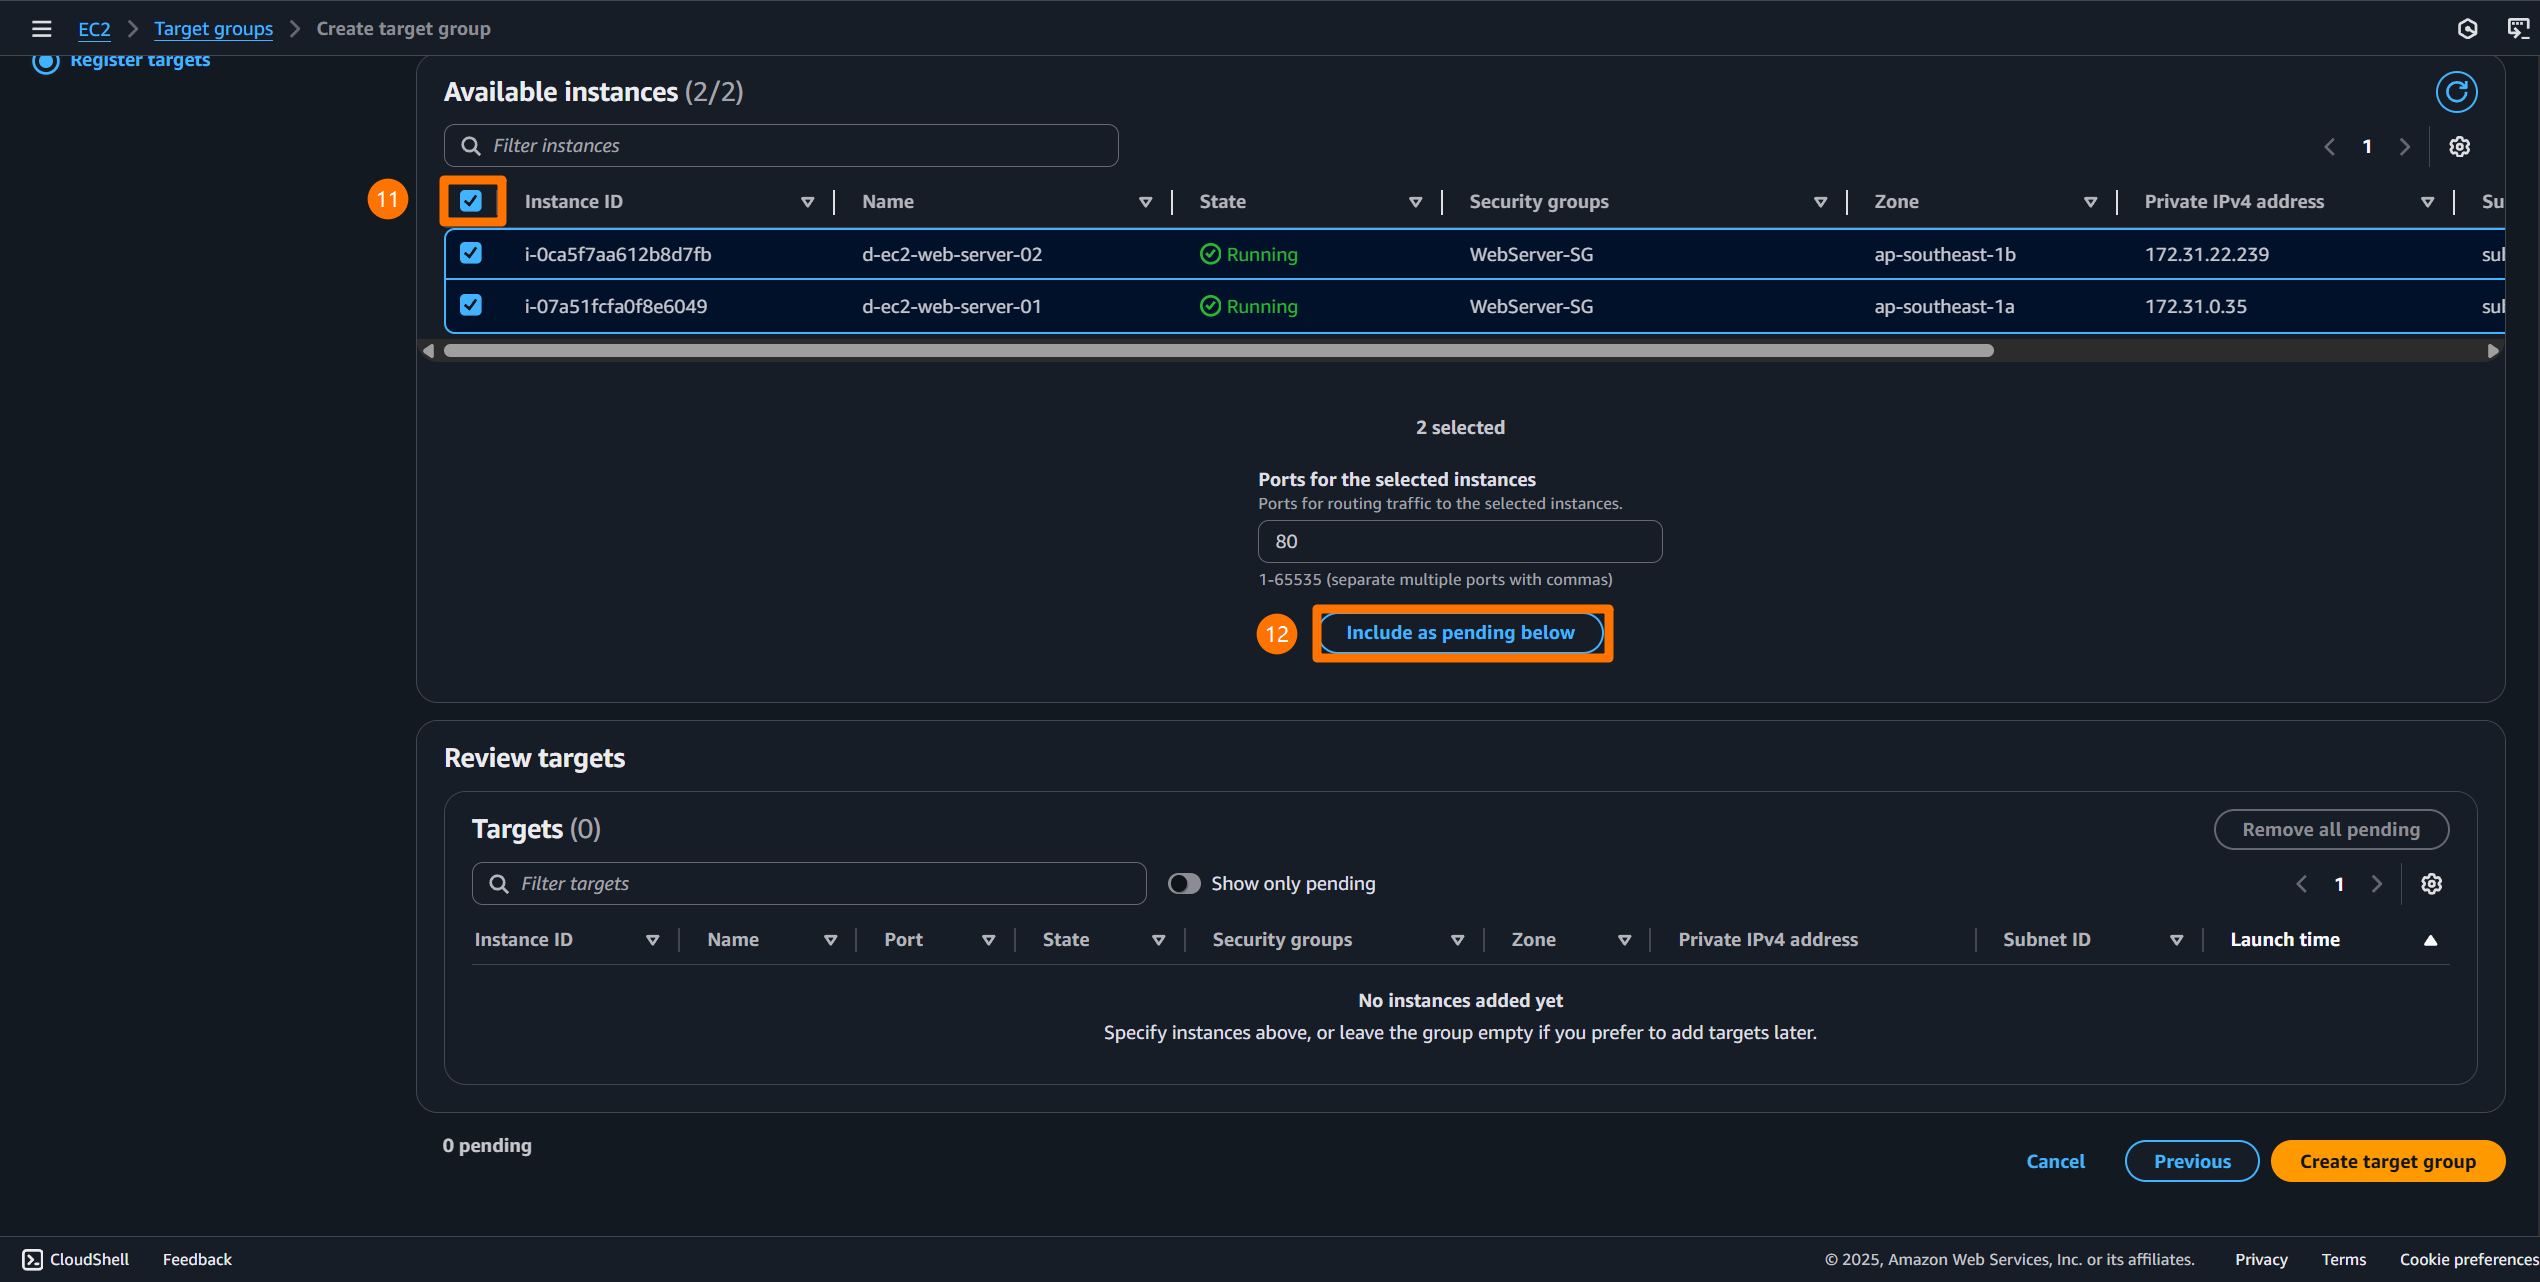 EC2 > Target groups > Create target group
Register targets
Available instances (2/2)
Filter instances
1
11
Instance ID Name State Security groups Zone Private IPv4 address Su
i-0ca5f7aa612b8d7fb d-ec2-web-server-02 Running WebServer-SG ap-southeast-1b 172.31.22.239 sul
i-07a51fcfa0f8e6049 d-ec2-web-server-01 Running WebServer-SG ap-southeast-1a 172.31.0.35 sul
2 selected
Ports for the selected instances
Ports for routing traffic to the selected instances.
80
1-65535 (separate multiple ports with commas)
12 Include as pending below
Review targets
Targets (0)
Remove all pending
Filter targets Show only pending 1
Instance ID Name Port State Security groups Zone Private IPv4 address Subnet ID Launch time
No instances added yet
Specify instances above, or leave the group empty if you prefer to add targets later.
0 pending
Cancel Previous Create target group
CloudShell Feedback © 2025, Amazon Web Services, Inc. or its affiliates. Privacy Terms Cookie preferences